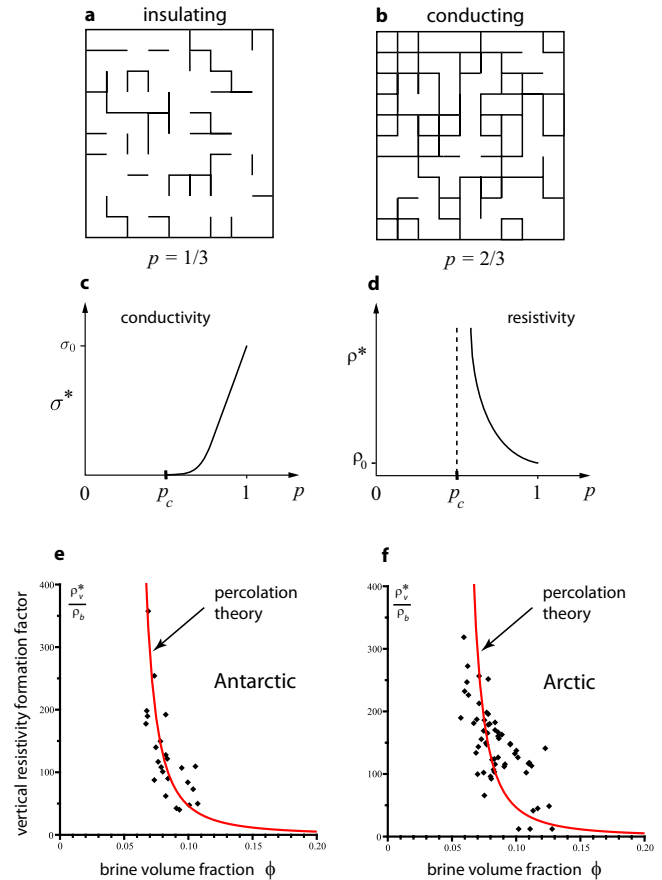 a insulating
b conducting
p = 1/3
p = 2/3
c
conductivity
σ0
σ*
0
pc
1
p
d
resistivity
ρ*
ρ0
0
pc
1
p
e
400
300
200
100
0
ρv*
ρb
percolation
theory
Antarctic
vertical resistivity formation factor
0 0.05 0.10 0.15 0.20
brine volume fraction ϕ
f
400
300
200
100
0
ρv*
ρb
percolation
theory
Arctic
0 0.05 0.10 0.15 0.20
brine volume fraction ϕ